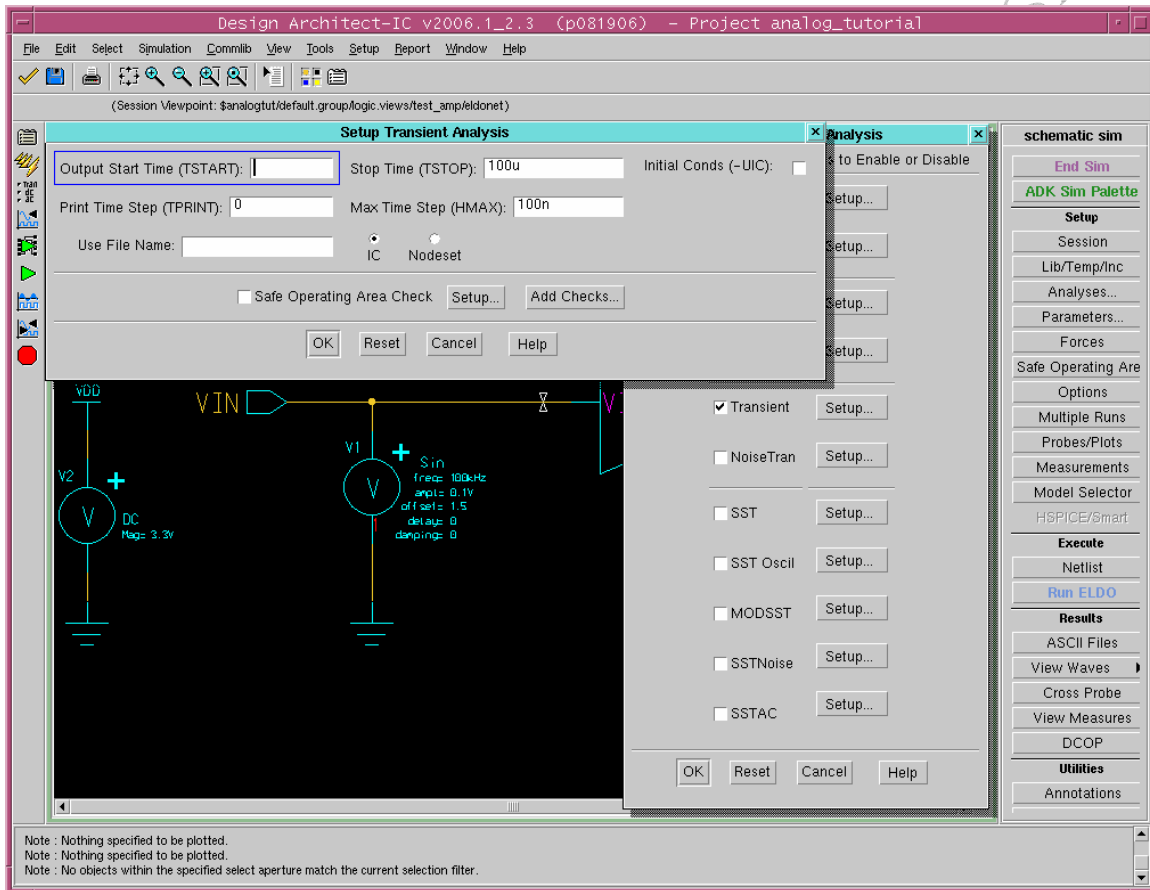 Design Architect-IC v2006.1_2.3 (p081906) - Project analog_tutorial
File Edit Select Simulation Commlib View Tools Setup Report Window Help
(Session Viewpoint: $analogtut/default.group/logic.views/test_amp/eldonet)
Setup Transient Analysis
Output Start Time (TSTART):
Stop Time (TSTOP): 100u
Initial Conds (-UIC):
Print Time Step (TPRINT): 0
Max Time Step (HMAX): 100n
Use File Name:
IC Nodeset
Safe Operating Area Check Setup... Add Checks...
OK Reset Cancel Help
Analysis
s to Enable or Disable
Setup...
Setup...
Setup...
Setup...
Transient Setup...
NoiseTran Setup...
SST Setup...
SST Oscil Setup...
MODSST Setup...
SSTNoise Setup...
SSTAC Setup...
OK Reset Cancel Help
VDD
VIN
V1
Sin
freq= 100kHz
ampl= 0.1V
offset= 1.5
delay= 0
damping= 0
V
V2
V
DC
Mag= 3.3V
schematic sim
End Sim
ADK Sim Palette
Setup
Session
Lib/Temp/Inc
Analyses...
Parameters...
Forces
Safe Operating Are
Options
Multiple Runs
Probes/Plots
Measurements
Model Selector
HSPICE/Smart
Execute
Netlist
Run ELDO
Results
ASCII Files
View Waves
Cross Probe
View Measures
DCOP
Utilities
Annotations
Note : Nothing specified to be plotted.
Note : Nothing specified to be plotted.
Note : No objects within the specified select aperture match the current selection filter.